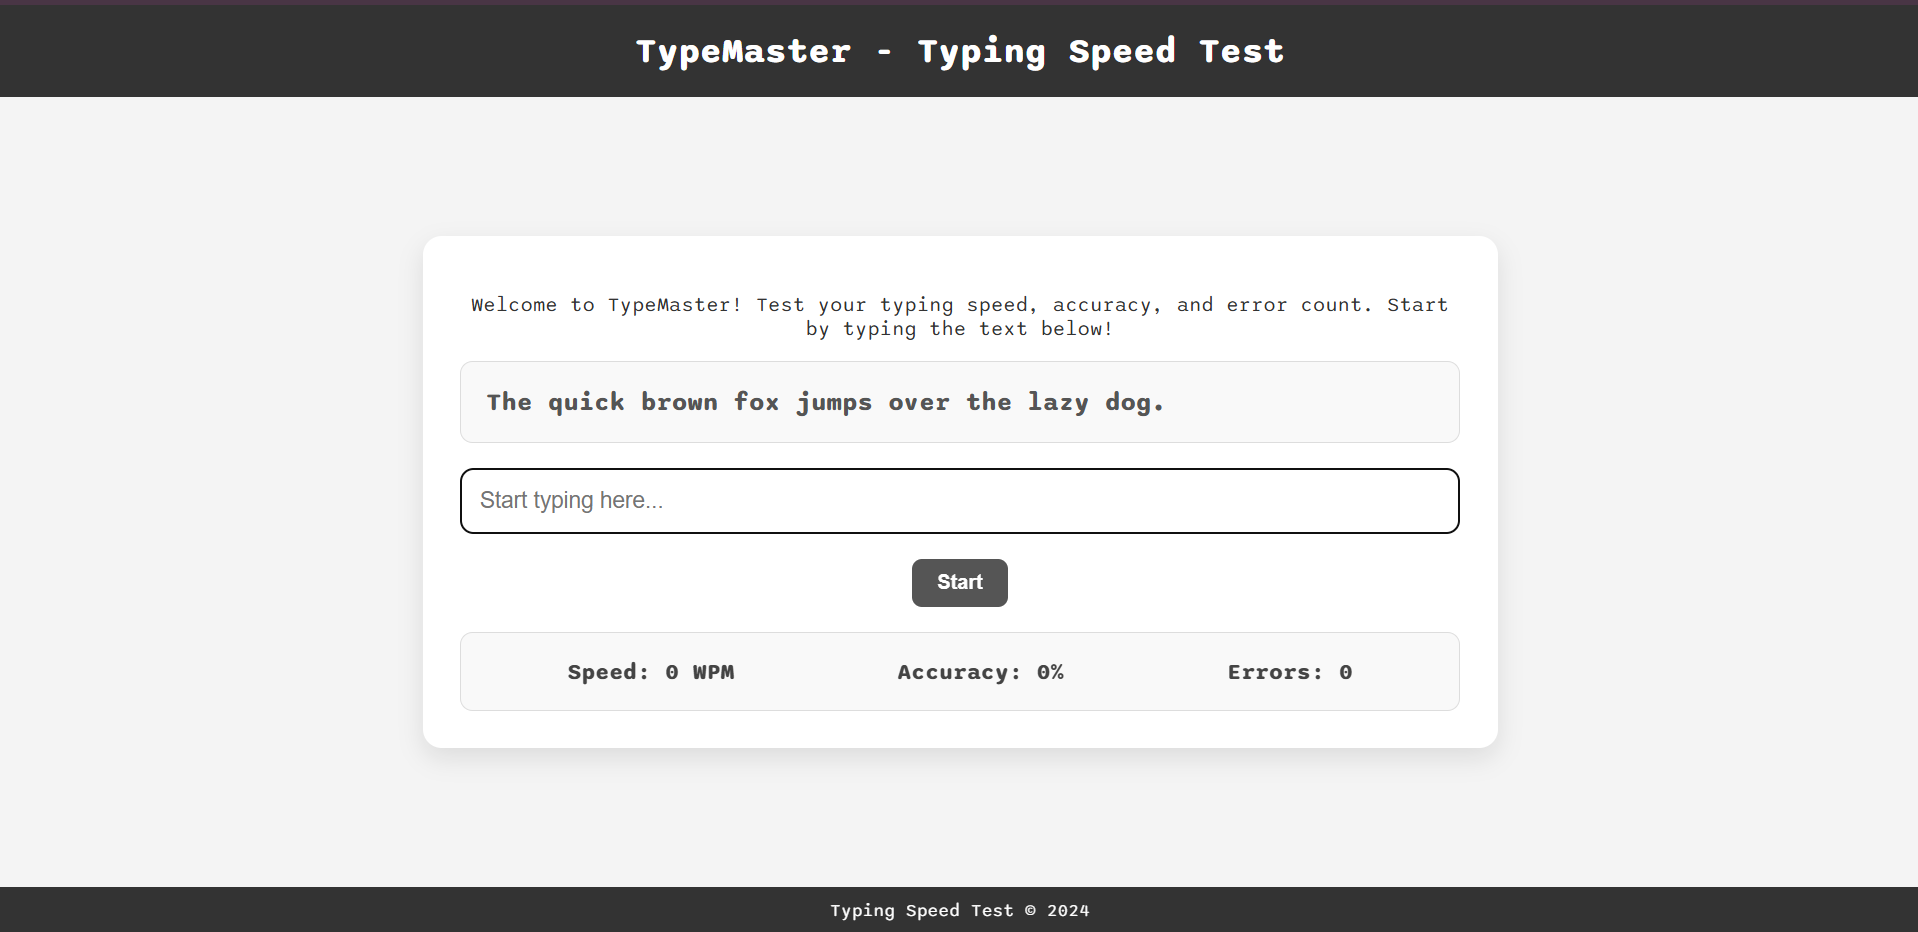 TypeMaster - Typing Speed Test
Welcome to TypeMaster! Test your typing speed, accuracy, and error count. Start
by typing the text below!
The quick brown fox jumps over the lazy dog.
Start typing here...
Start
Speed: 0 WPM
Accuracy: 0%
Errors: 0
Typing Speed Test © 2024